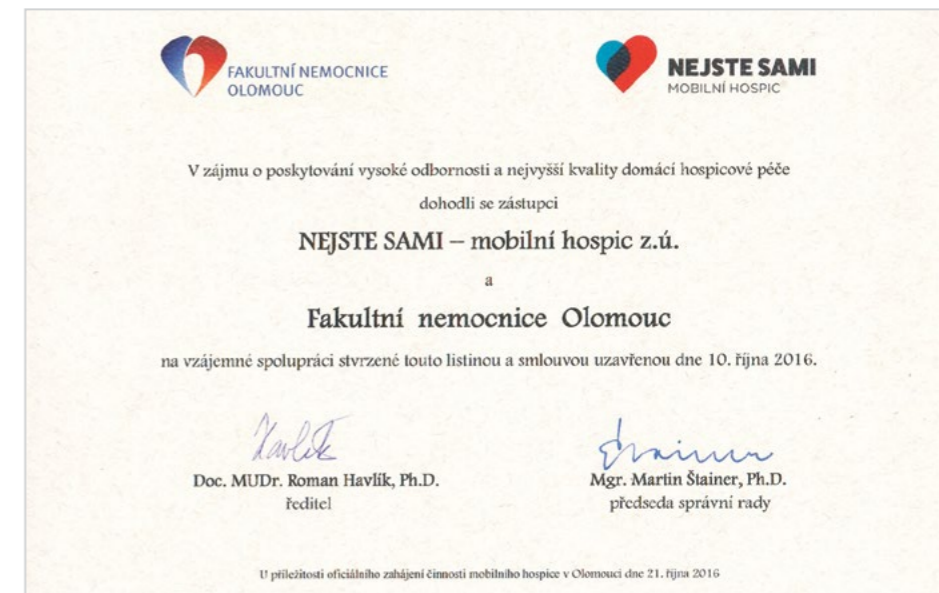 FAKULTNÍ NEMOCNICE
OLOMOUC
NEJSTE SAMI
MOBILNÍ HOSPIC
V zájmu o poskytování vysoké odbornosti a nejvyšší kvality domácí hospicové péče
dohodli se zástupci
NEJSTE SAMI – mobilní hospic z.ú.
a
Fakultní nemocnice Olomouc
na vzájemné spolupráci stvrzené touto listinou a smlouvou uzavřenou dne 10. října 2016.
Havlík
Štainer
Doc. MUDr. Roman Havlík, Ph.D.
Mgr. Martin Štainer, Ph.D.
ředitel
předseda správní rady
U příležitosti oficiálního zahájení činnosti mobilního hospice v Olomouci dne 21. října 2016